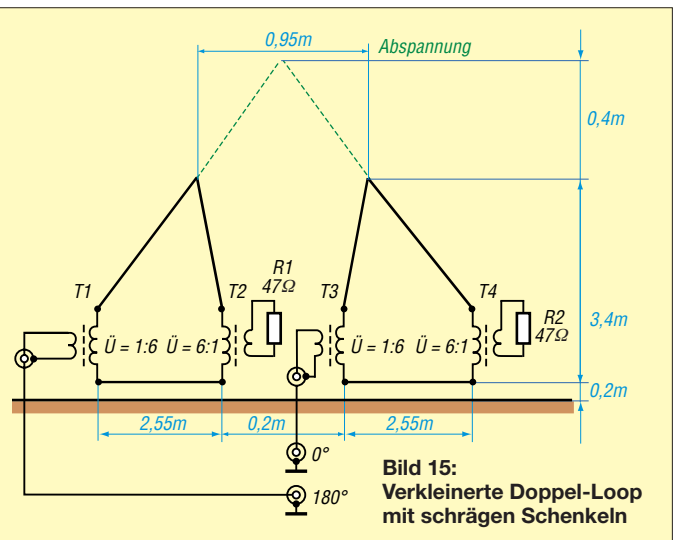 0,95m
Abspannung
0,4m
T1
T2
R1
47Ω
T3
T4
R2
47Ω
3,4m
Ü = 1:6
Ü = 6:1
Ü = 1:6
Ü = 6:1
0,2m
2,55m
0,2m
2,55m
0°
180°
Bild 15:
Verkleinerte Doppel-Loop
mit schrägen Schenkeln